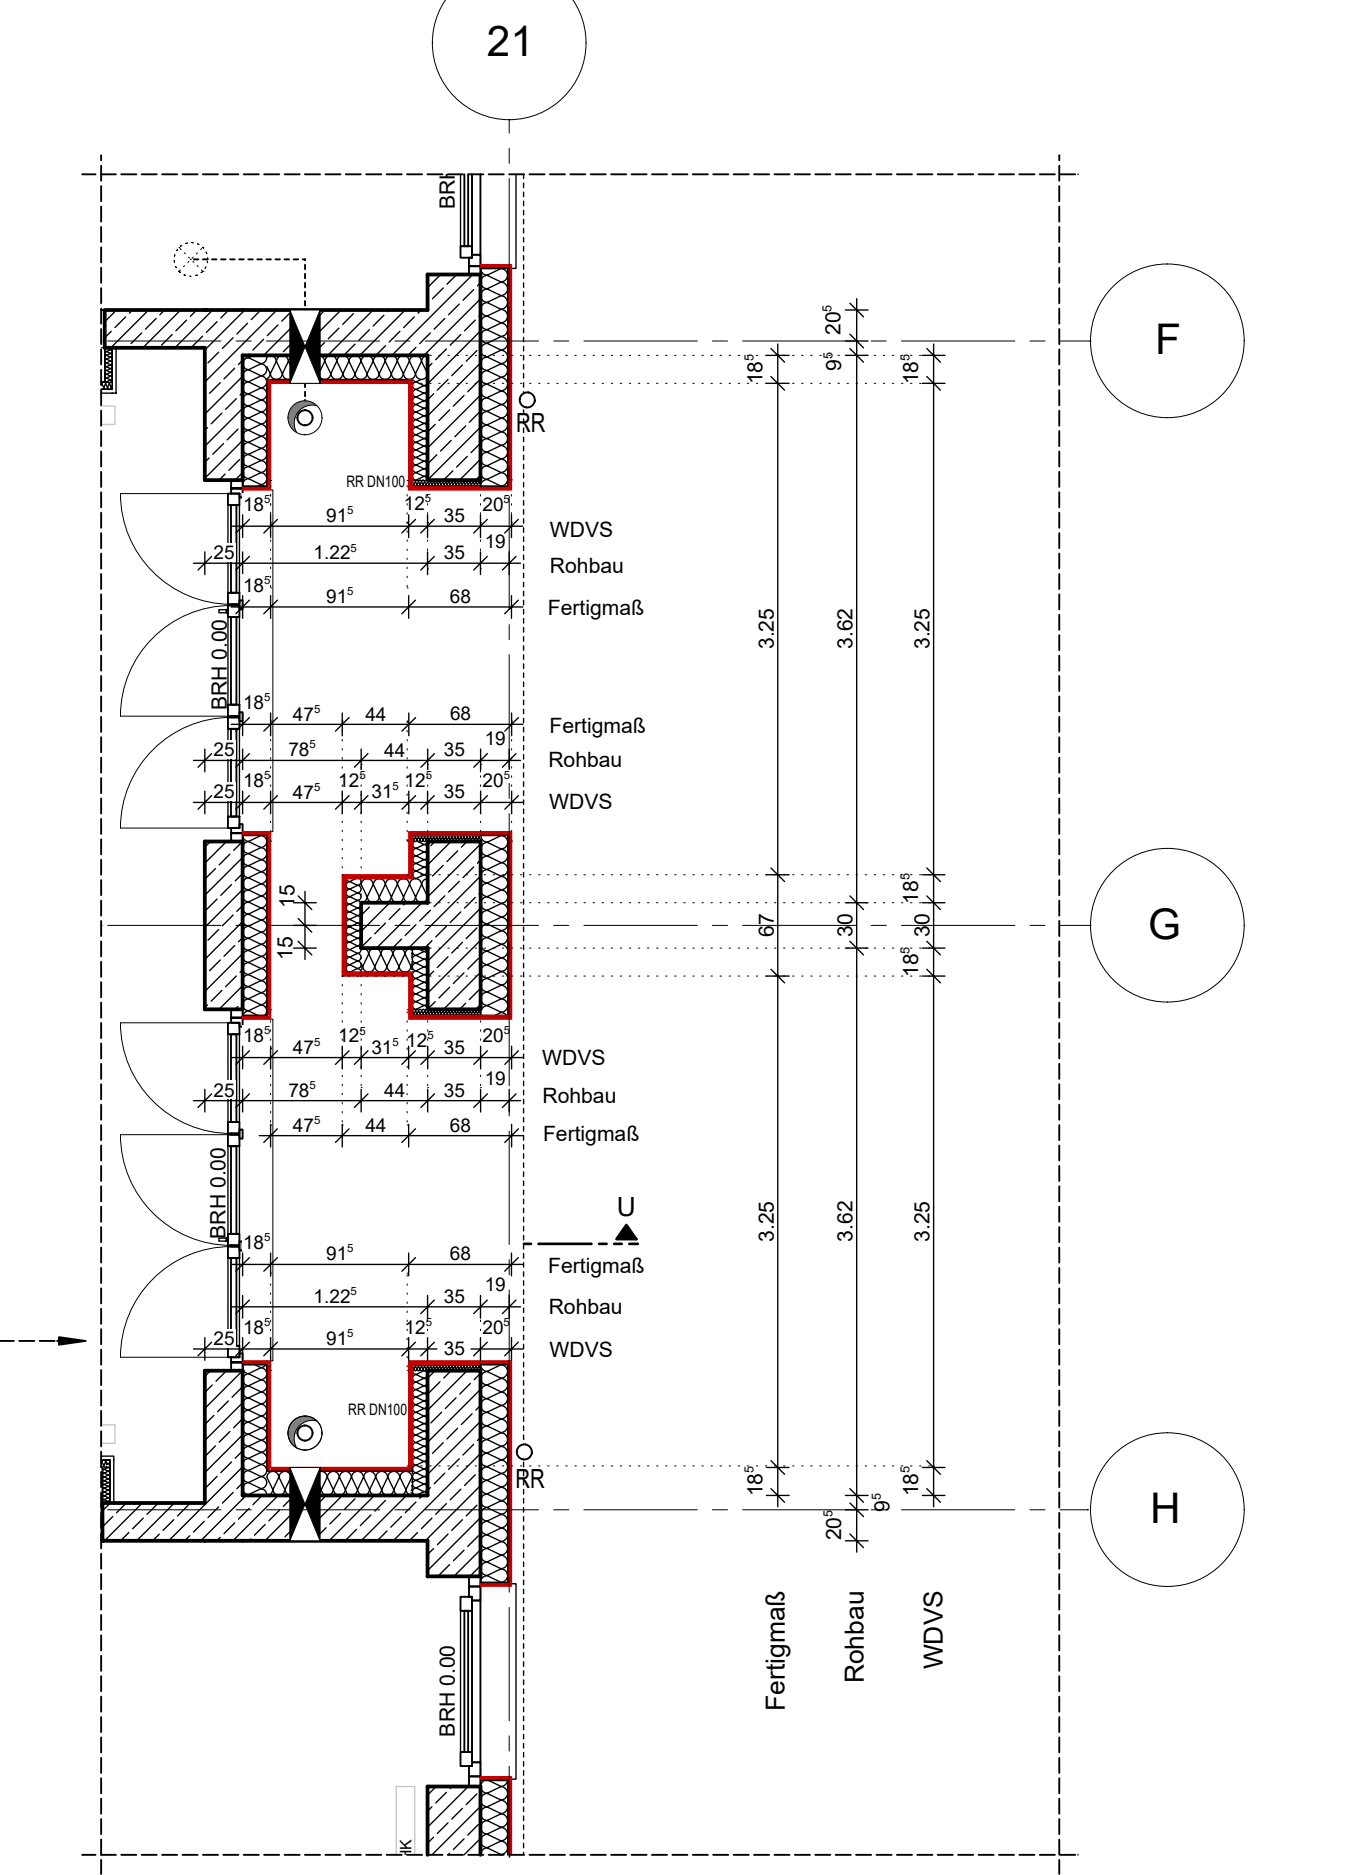 21
BRH
F
20⁵
9⁵
18⁵
18⁵
RR
RR DN100
18⁵ 91⁵ 12⁵ 35 20⁵ WDVS
25 1.22⁵ 35 19 Rohbau
18⁵ 91⁵ 68 Fertigmaß
BRH 0.00
3.25 3.62 3.25
18⁵ 47⁵ 44 68 Fertigmaß
25 78⁵ 44 35 19 Rohbau
25 18⁵ 47⁵ 12⁵ 31⁵ 12⁵ 35 20⁵ WDVS
15
15
67
30
18⁵
30
18⁵
G
18⁵ 47⁵ 12⁵ 31⁵ 12⁵ 35 20⁵ WDVS
25 78⁵ 44 35 19 Rohbau
47⁵ 44 68 Fertigmaß
BRH 0.00
U
3.25 3.62 3.25
18⁵ 91⁵ 68 Fertigmaß
1.22⁵ 35 19 Rohbau
25 18⁵ 91⁵ 12⁵ 35 20⁵ WDVS
RR DN100
RR
18⁵
18⁵
9⁵
20⁵
H
Fertigmaß
Rohbau
WDVS
BRH 0.00
HK